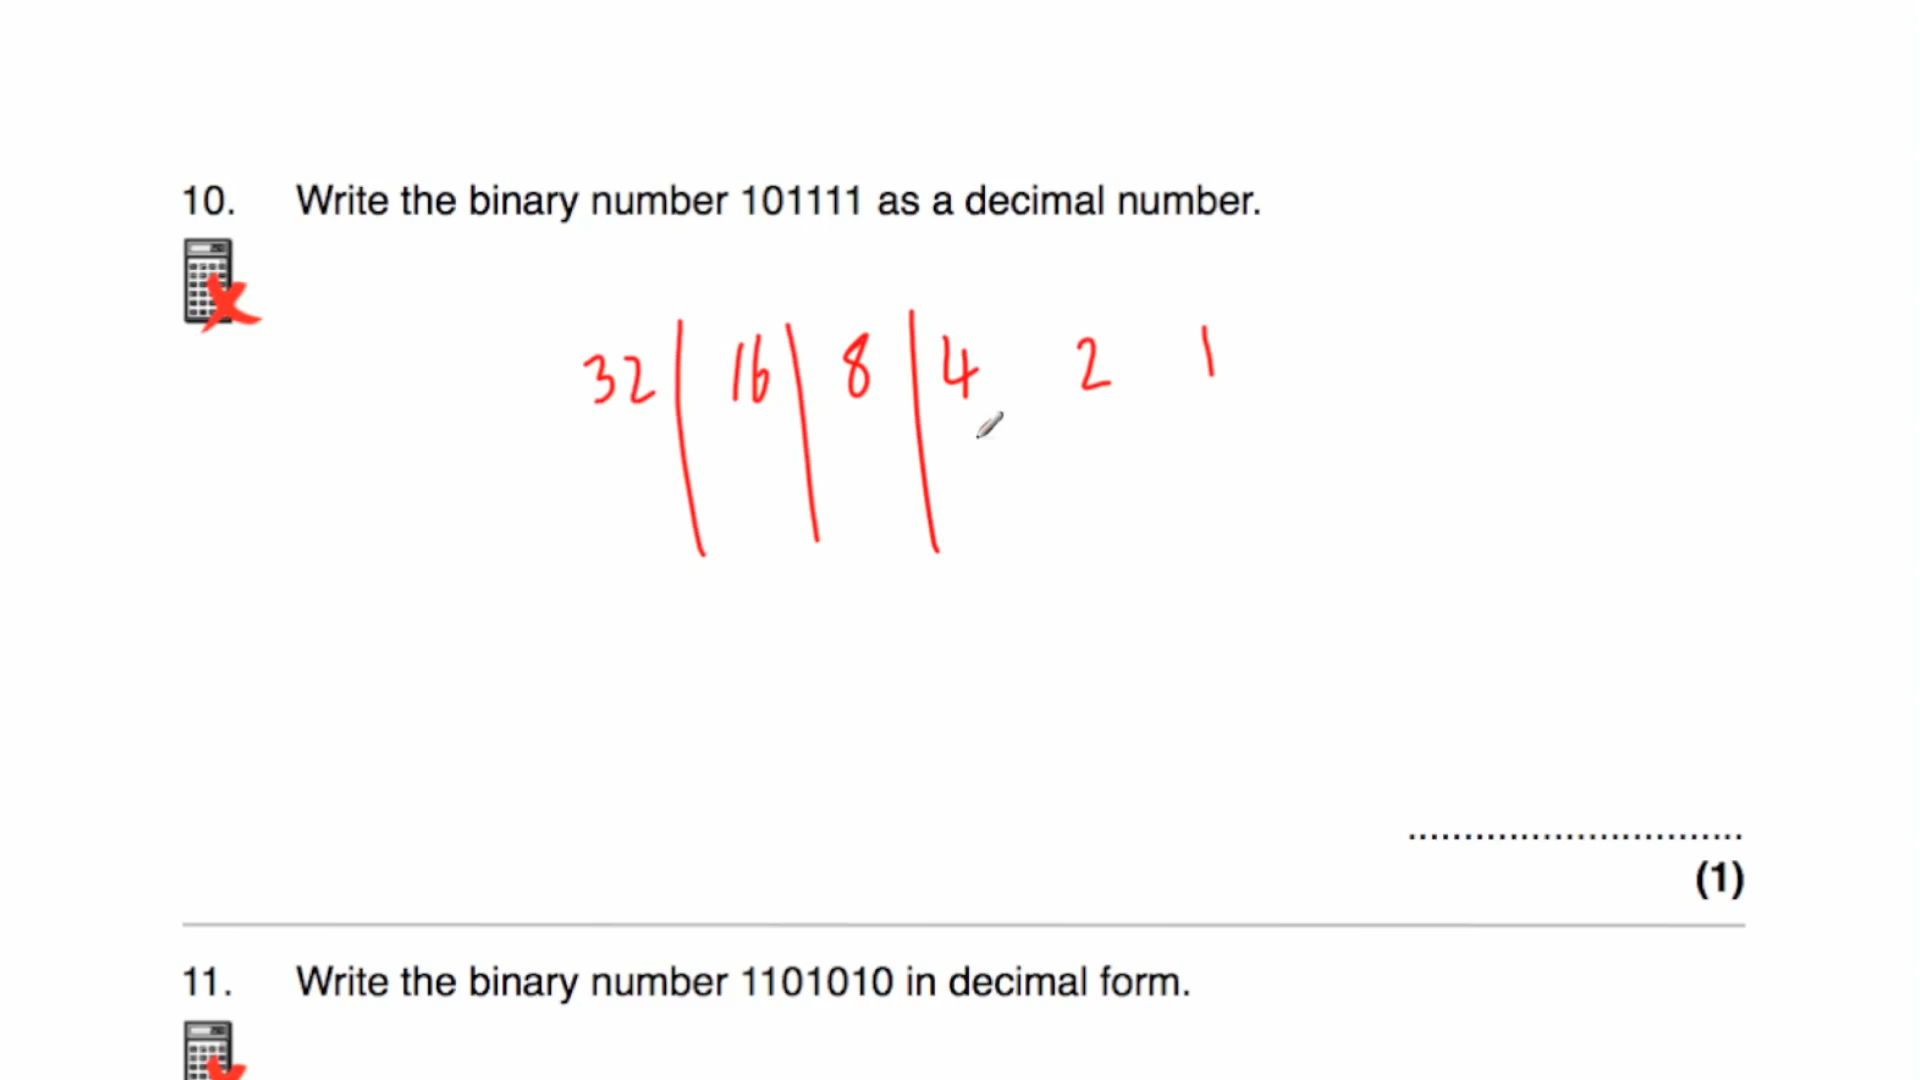 10. Write the binary number 101111 as a decimal number.
32 16 8 4 2 1
..............................
(1)
11. Write the binary number 1101010 in decimal form.